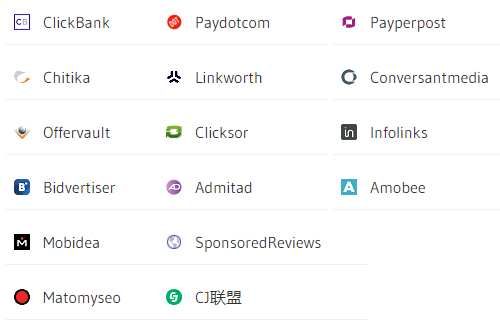 ClickBank Paydotcom Payperpost
Chitika Linkworth Conversantmedia
Offervault Clicksor Infolinks
Bidvertiser Admitad Amobee
Mobidea SponsoredReviews
Matomyseo CJ联盟